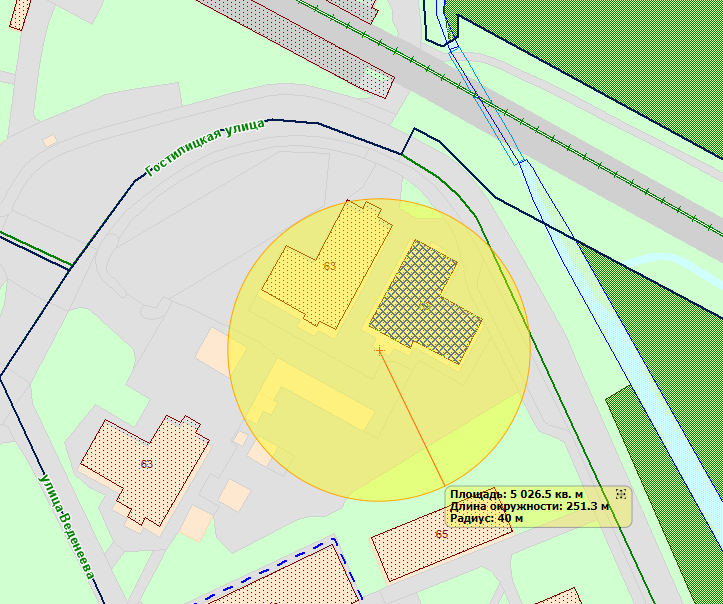 Гостилицкая улица
63
63
улица Веденеева
Площадь: 5 026.5 кв. м
Длина окружности: 251.3 м
Радиус: 40 м
65